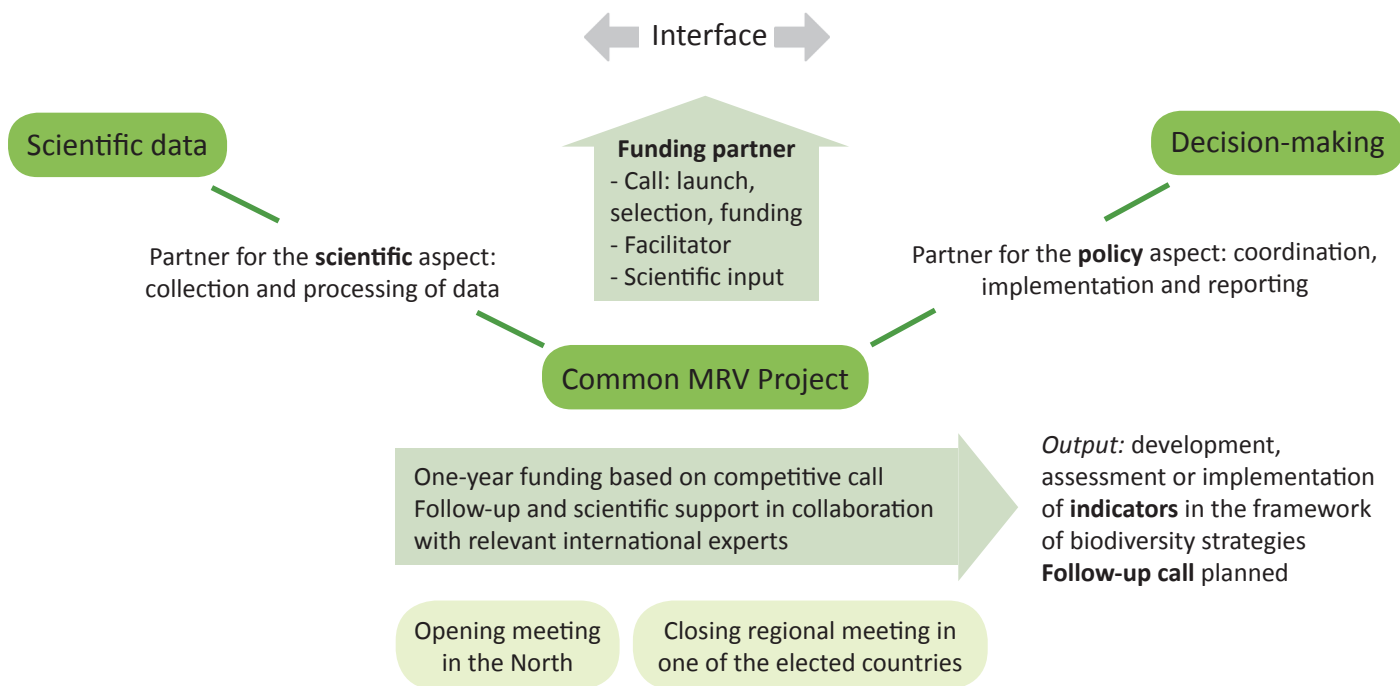 Interface
Scientific data
Funding partner
- Call: launch,
selection, funding
- Facilitator
- Scientific input
Decision-making
Partner for the scientific aspect:
collection and processing of data
Partner for the policy aspect: coordination,
implementation and reporting
Common MRV Project
One-year funding based on competitive call
Follow-up and scientific support in collaboration
with relevant international experts
Output: development,
assessment or implementation
of indicators in the framework
of biodiversity strategies
Follow-up call planned
Opening meeting
in the North
Closing regional meeting in
one of the elected countries